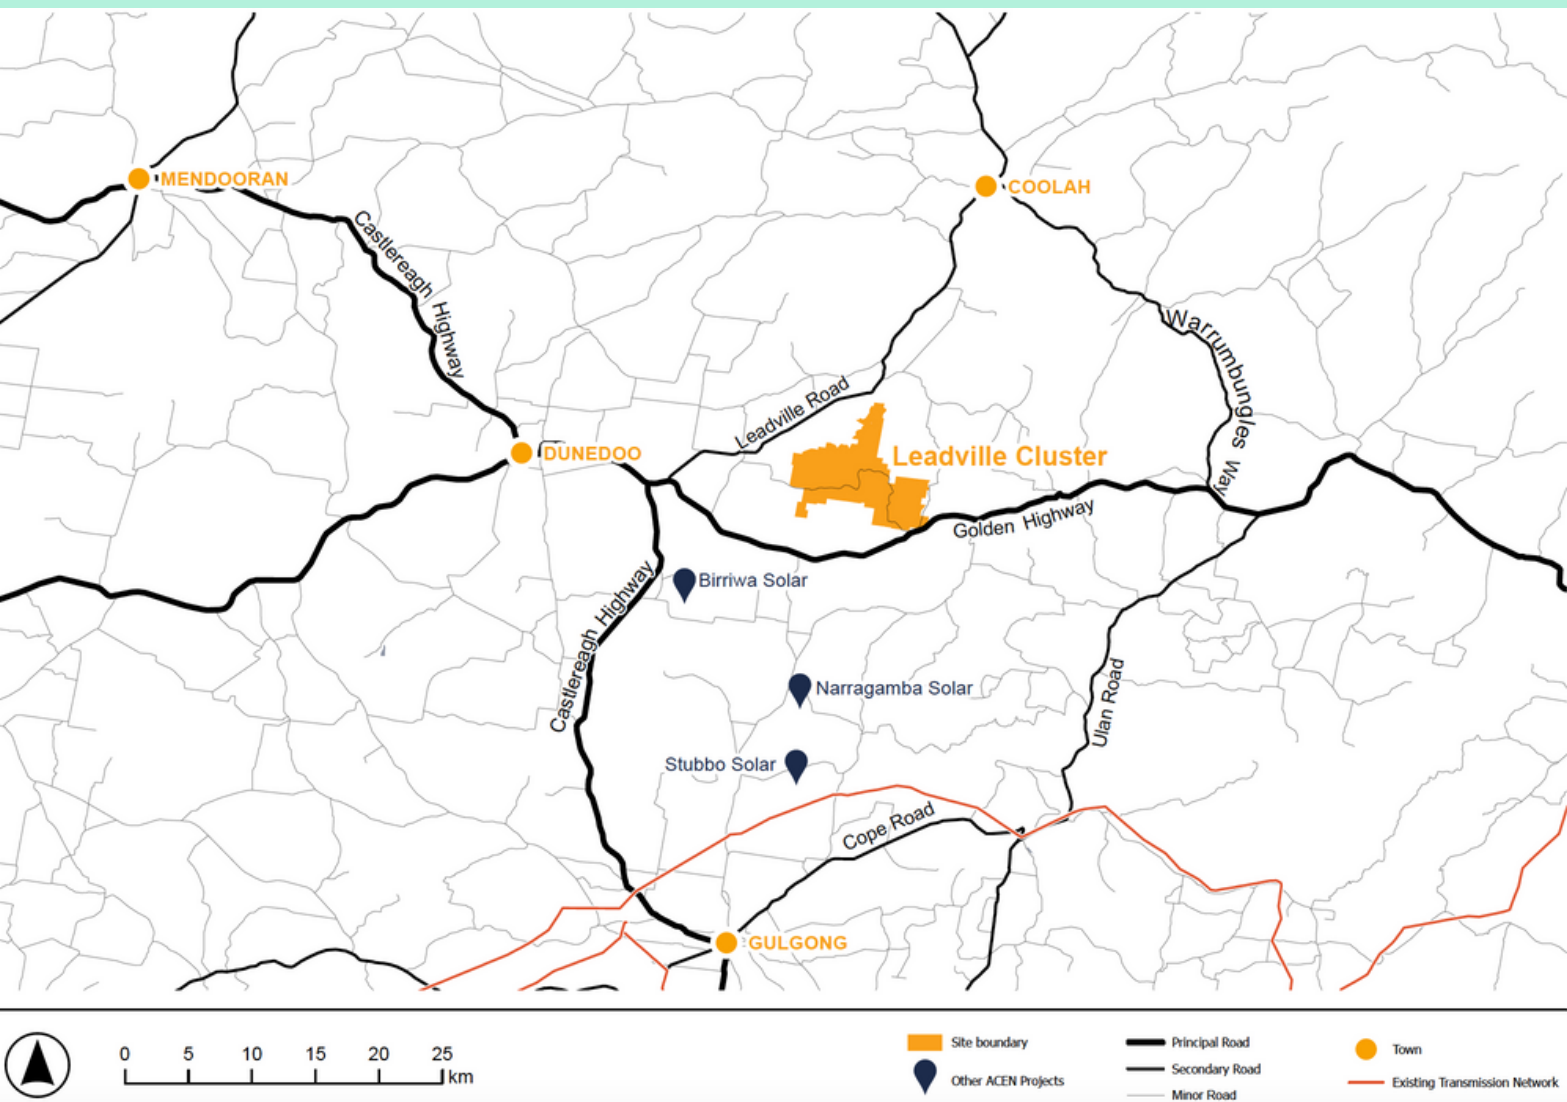 MENDOORAN
COOLAH
Castlereagh Highway
Warrumbungles Way
Leadville Road
DUNEDOO
Leadville Cluster
Golden Highway
Birriwa Solar
Castlereagh Highway
Narragamba Solar
Ulan Road
Stubbo Solar
Cope Road
GULGONG
0 5 10 15 20 25
km
Site boundary
Other ACEN Projects
Principal Road
Secondary Road
Minor Road
Town
Existing Transmission Network